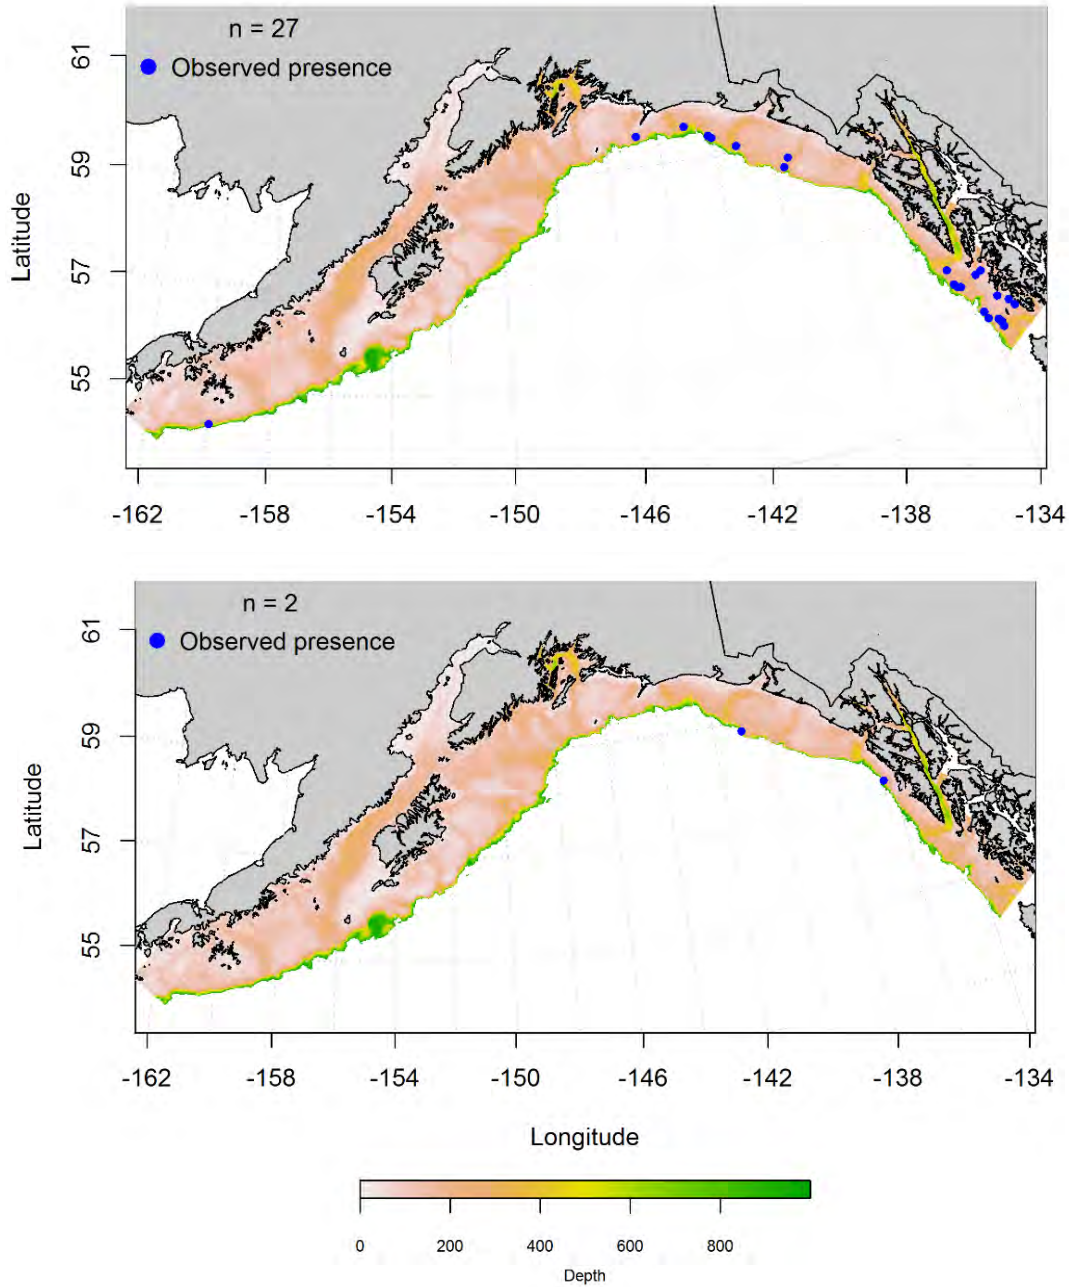 n = 27
Observed presence
61
59
57
55
Latitude
-162 -158 -154 -150 -146 -142 -138 -134
n = 2
Observed presence
61
59
57
55
Latitude
-162 -158 -154 -150 -146 -142 -138 -134
Longitude
0 200 400 600 800
Depth